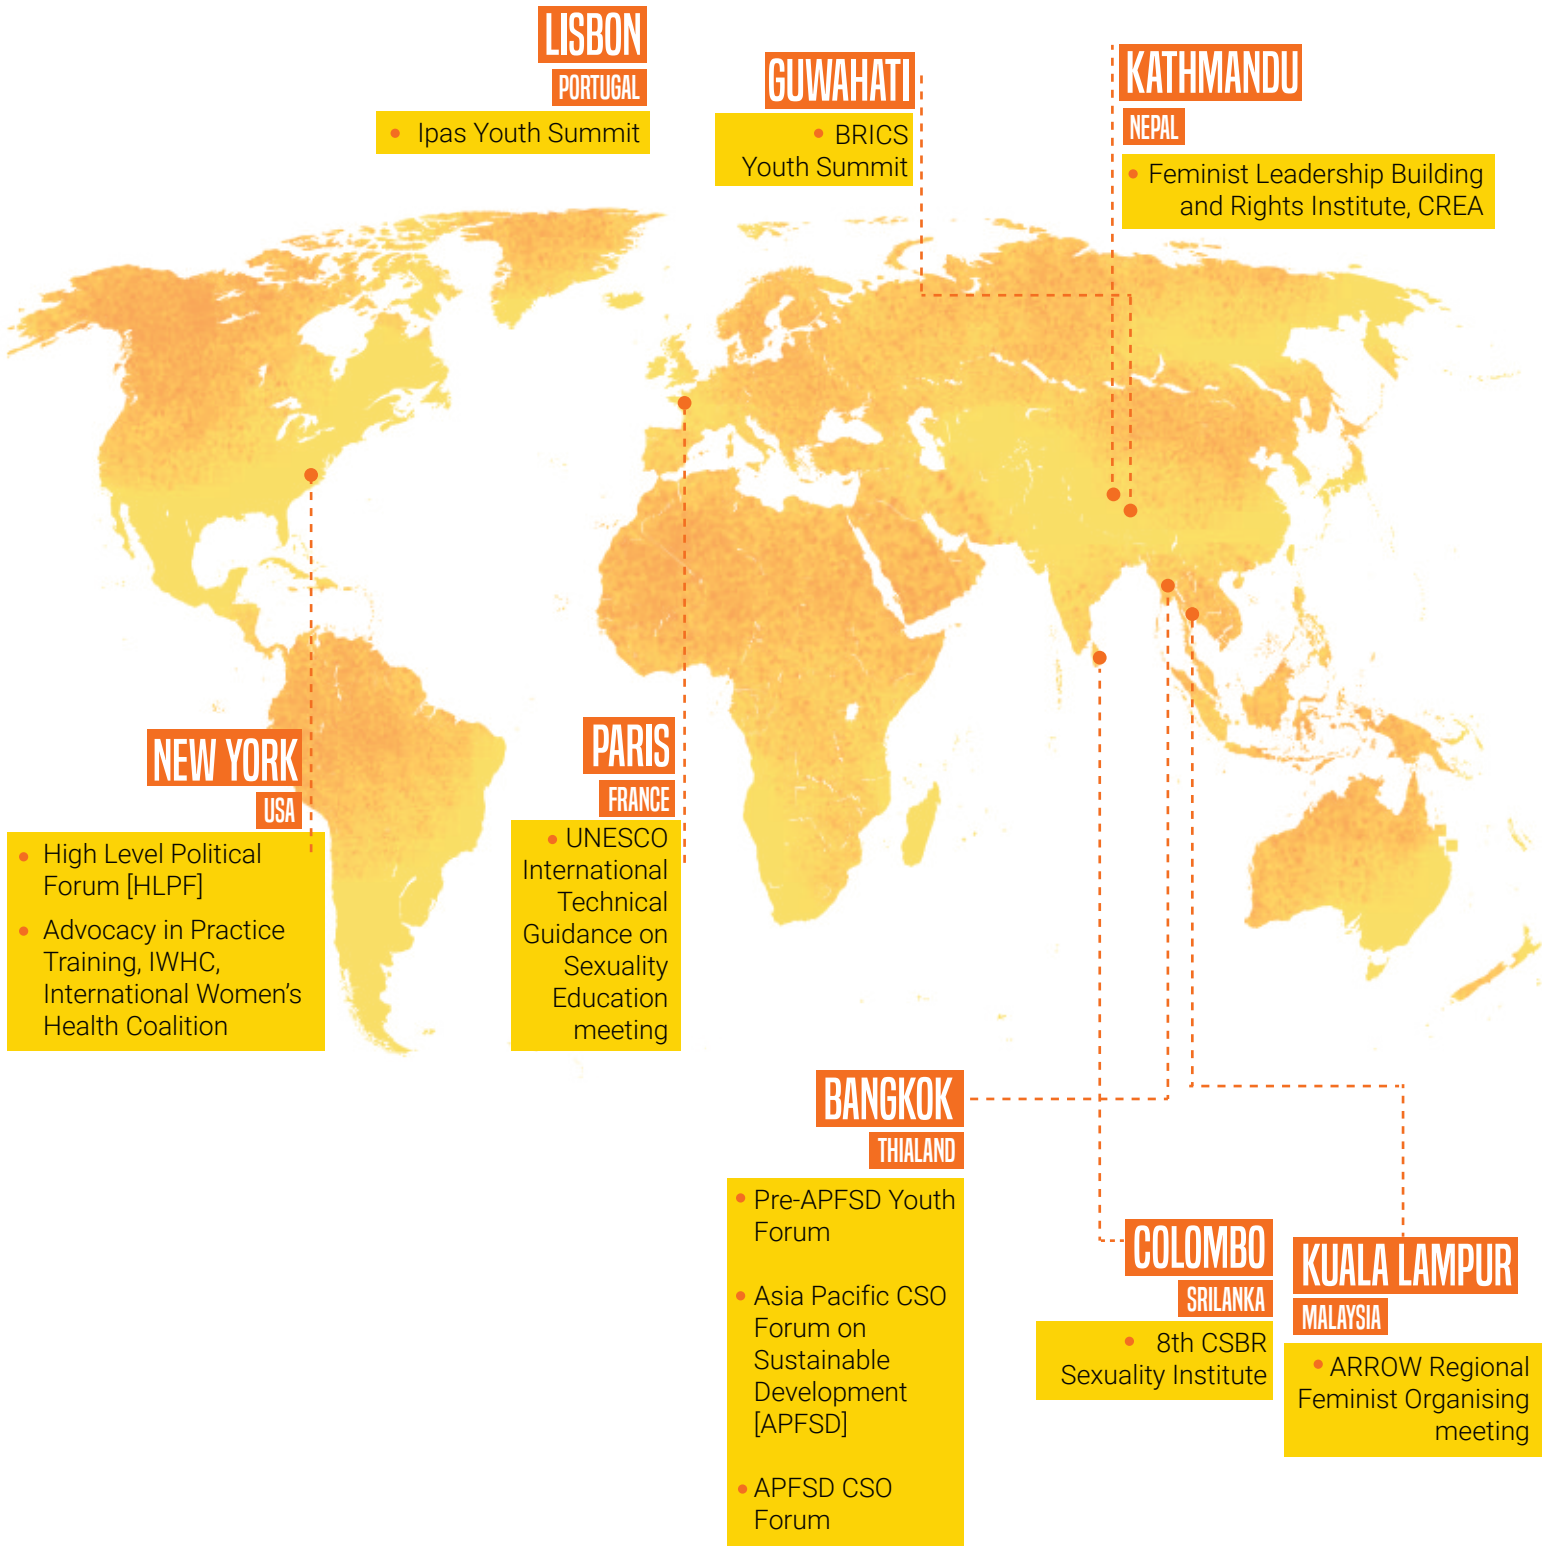 LISBON
PORTUGAL
• Ipas Youth Summit
GUWAHATI
• BRICS
Youth Summit
KATHMANDU
NEPAL
• Feminist Leadership Building
and Rights Institute, CREA
NEW YORK
USA
• High Level Political
Forum [HLPF]
• Advocacy in Practice
Training, IWHC,
International Women’s
Health Coalition
PARIS
FRANCE
• UNESCO
International
Technical
Guidance on
Sexuality
Education
meeting
BANGKOK
THIALAND
• Pre-APFSD Youth
Forum
• Asia Pacific CSO
Forum on
Sustainable
Development
[APFSD]
• APFSD CSO
Forum
COLOMBO
SRILANKA
• 8th CSBR
Sexuality Institute
KUALA LAMPUR
MALAYSIA
• ARROW Regional
Feminist Organising
meeting